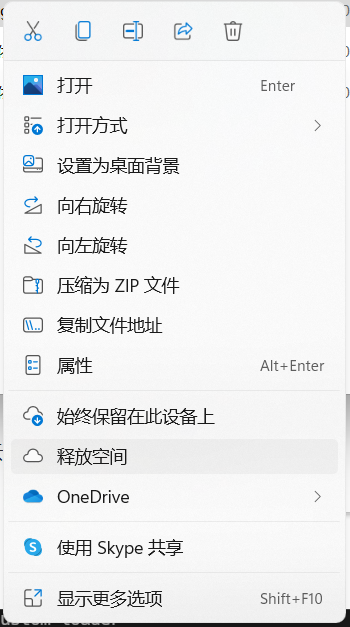 打开 Enter
打开方式
设置为桌面背景
向右旋转
向左旋转
压缩为 ZIP 文件
复制文件地址
属性 Alt+Enter
始终保留在此设备上
释放空间
OneDrive
使用 Skype 共享
显示更多选项 Shift+F10